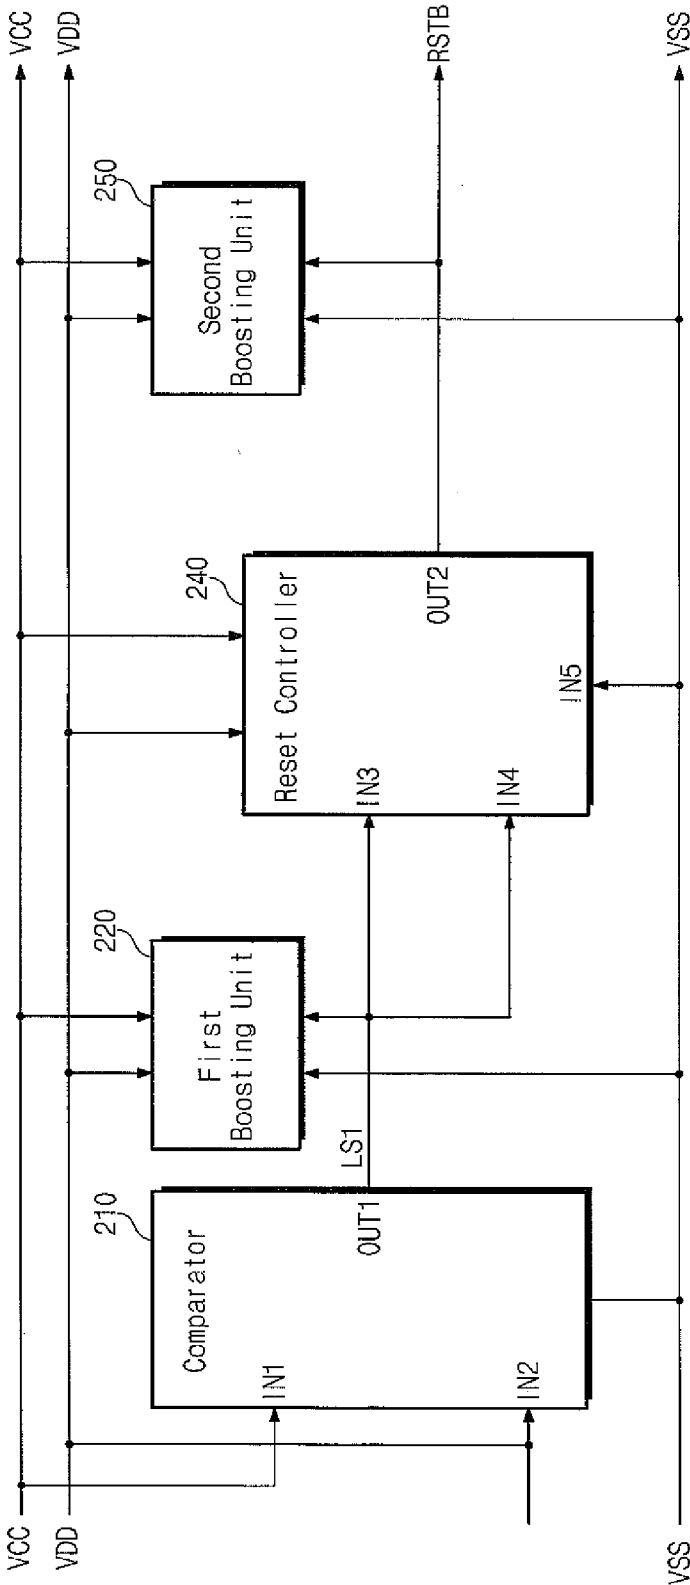 VCC
VDD
VSS
210
Comparator
IN1
IN2
OUT1
LS1
220
First
Boosting Unit
240
Reset Controller
IN3
IN4
IN5
OUT2
250
Second
Boosting Unit
VCC
VDD
RSTB
VSS